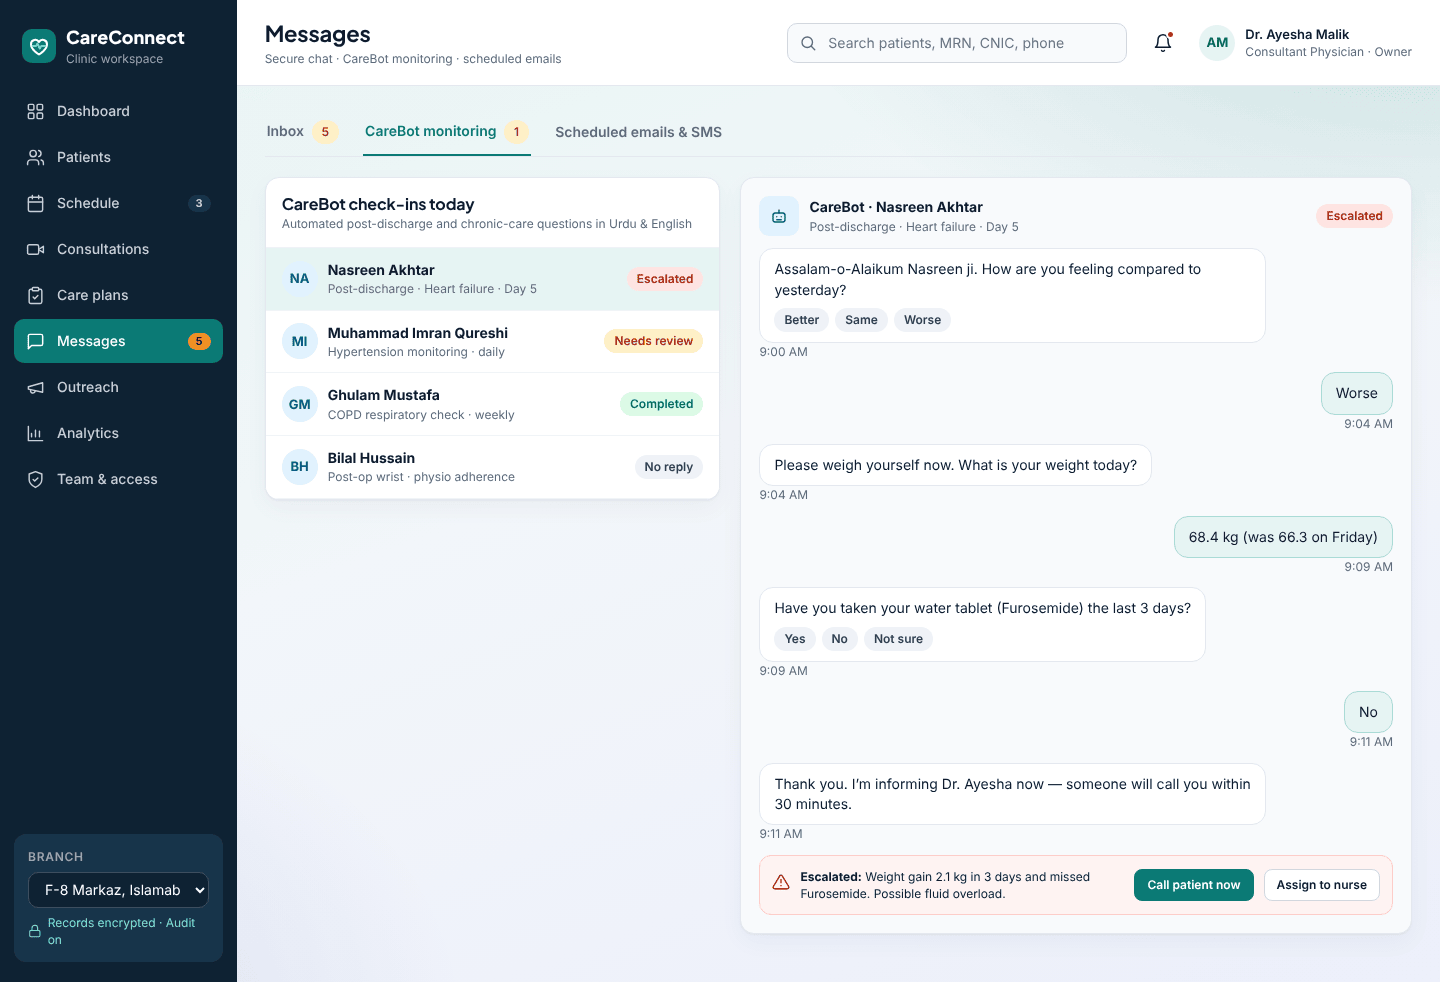 CareConnect
Clinic workspace
Dashboard
Patients
Schedule 3
Consultations
Care plans
Messages 5
Outreach
Analytics
Team & access
BRANCH
F-8 Markaz, Islamab
Records encrypted · Audit
on
Messages
Secure chat · CareBot monitoring · scheduled emails
Search patients, MRN, CNIC, phone
AM
Dr. Ayesha Malik
Consultant Physician · Owner
Inbox 5
CareBot monitoring 1
Scheduled emails & SMS
CareBot check-ins today
Automated post-discharge and chronic-care questions in Urdu & English
NA
Nasreen Akhtar
Post-discharge · Heart failure · Day 5
Escalated
MI
Muhammad Imran Qureshi
Hypertension monitoring · daily
Needs review
GM
Ghulam Mustafa
COPD respiratory check · weekly
Completed
BH
Bilal Hussain
Post-op wrist · physio adherence
No reply
CareBot · Nasreen Akhtar
Post-discharge · Heart failure · Day 5
Escalated
Assalam-o-Alaikum Nasreen ji. How are you feeling compared to
yesterday?
Better Same Worse
9:00 AM
Worse
9:04 AM
Please weigh yourself now. What is your weight today?
9:04 AM
68.4 kg (was 66.3 on Friday)
9:09 AM
Have you taken your water tablet (Furosemide) the last 3 days?
Yes No Not sure
9:09 AM
No
9:11 AM
Thank you. I’m informing Dr. Ayesha now — someone will call you within
30 minutes.
9:11 AM
Escalated: Weight gain 2.1 kg in 3 days and missed
Furosemide. Possible fluid overload.
Call patient now
Assign to nurse